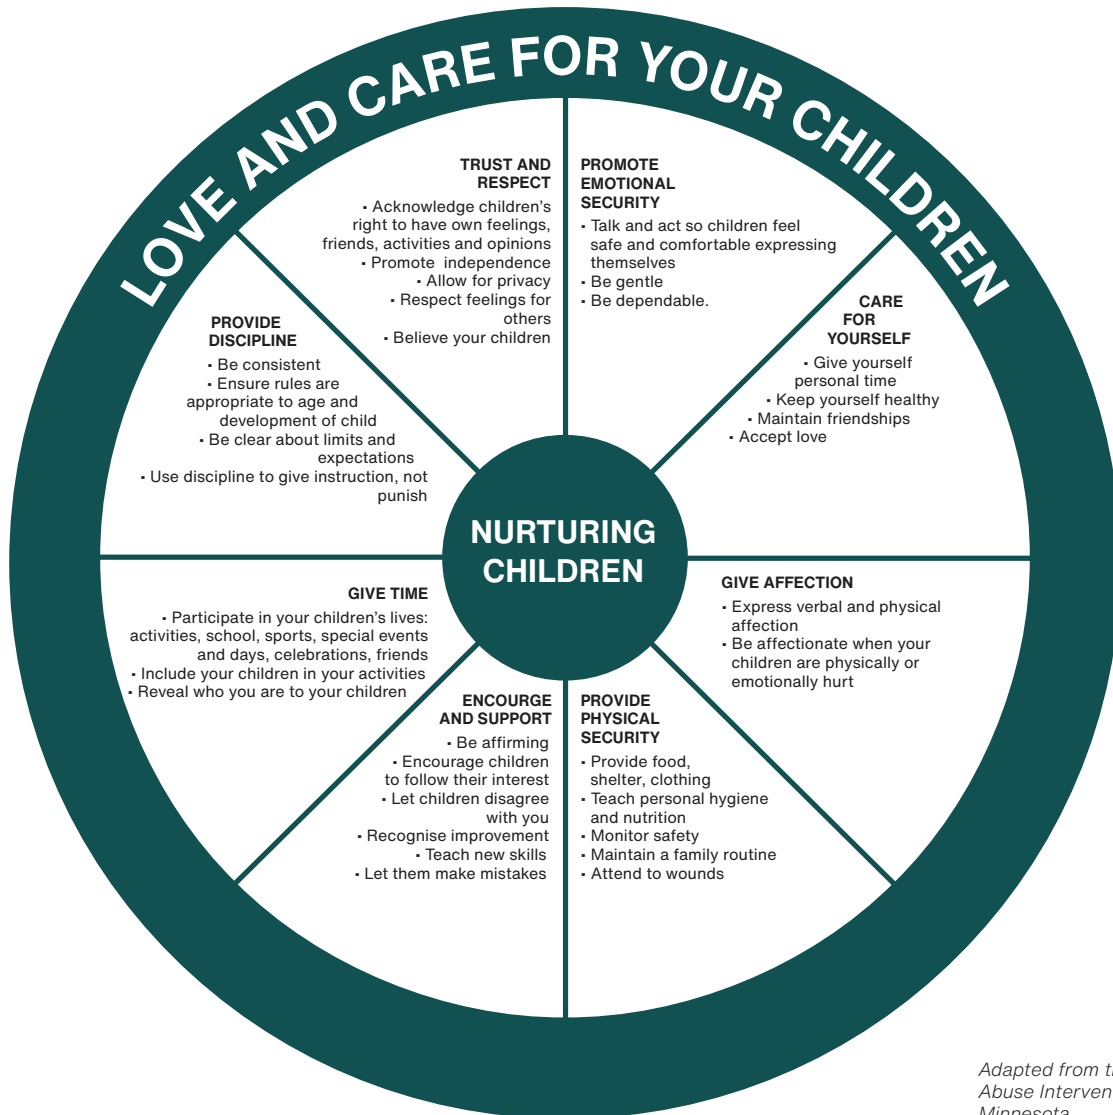 LOVE AND CARE FOR YOUR CHILDREN
TRUST AND
RESPECT
• Acknowledge children's
right to have own feelings,
friends, activities and opinions
• Promote independence
• Allow for privacy
• Respect feelings for
others
• Believe your children
PROMOTE
EMOTIONAL
SECURITY
• Talk and act so children feel
safe and comfortable expressing
themselves
• Be gentle
• Be dependable.
CARE
FOR
YOURSELF
• Give yourself
personal time
• Keep yourself healthy
• Maintain friendships
• Accept love
PROVIDE
DISCIPLINE
• Be consistent
• Ensure rules are
appropriate to age and
development of child
• Be clear about limits and
expectations
• Use discipline to give instruction, not
punish
NURTURING
CHILDREN
GIVE TIME
• Participate in your children's lives:
activities, school, sports, special events
and days, celebrations, friends
• Include your children in your activities
• Reveal who you are to your children
GIVE AFFECTION
• Express verbal and physical
affection
• Be affectionate when your
children are physically or
emotionally hurt
ENCOURGE
AND SUPPORT
• Be affirming
• Encourage children
to follow their interest
• Let children disagree
with you
• Recognise improvement
• Teach new skills
• Let them make mistakes
PROVIDE
PHYSICAL
SECURITY
• Provide food,
shelter, clothing
• Teach personal hygiene
and nutrition
• Monitor safety
• Maintain a family routine
• Attend to wounds
Adapted from
Abuse
Minnesota